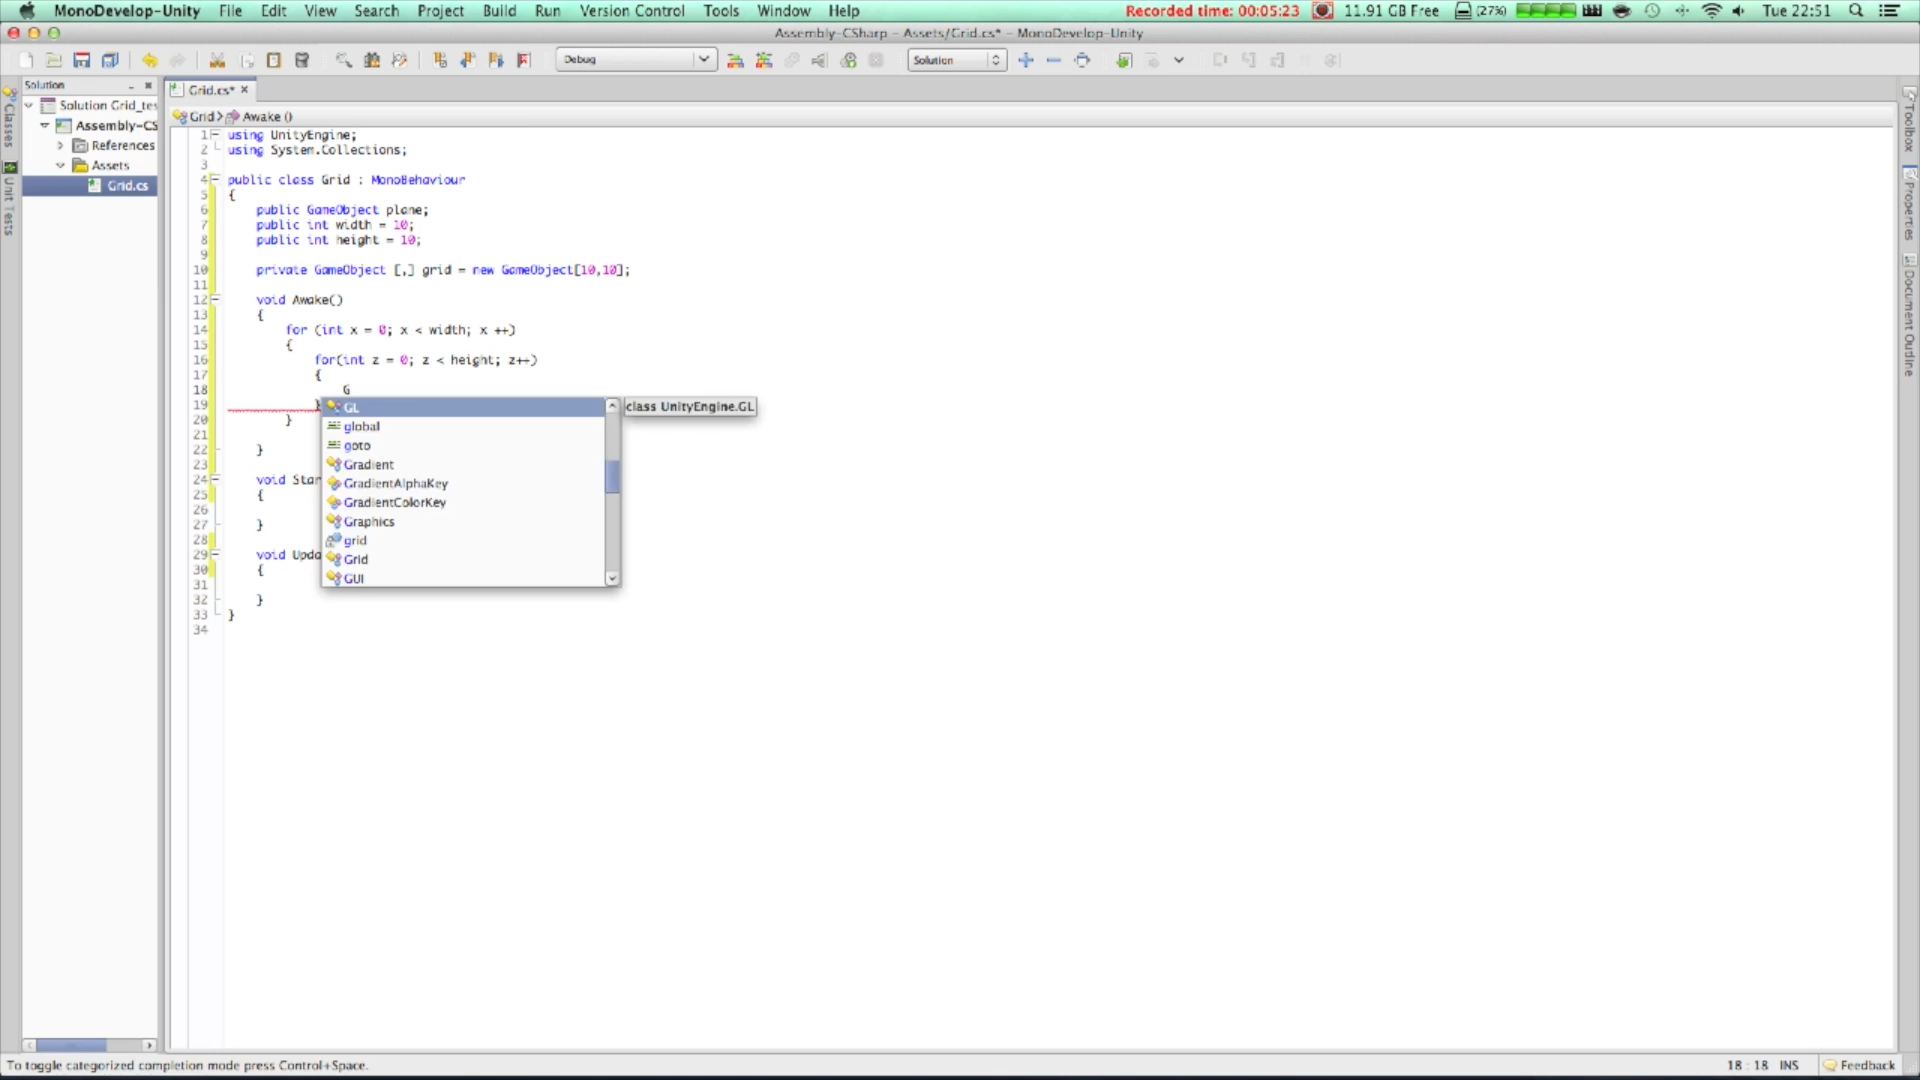 MonoDevelop-Unity File Edit View Search Project Build Run Version Control Tools Window Help Recorded time: 00:05:23 11.91 GB Free (27%) Tue 22:51
Assembly-CSharp – Assets/Grid.cs* – MonoDevelop-Unity
Debug Solution
Solution
Grid.cs*
Solution Grid_tes
Assembly-CS
References
Assets
Grid.cs
Classes
Unit Tests
Grid Awake ()
1 using UnityEngine;
2 using System.Collections;
3
4 public class Grid : MonoBehaviour
5 {
6 public GameObject plane;
7 public int width = 10;
8 public int height = 10;
9
10 private GameObject [,] grid = new GameObject[10,10];
11
12 void Awake()
13 {
14 for (int x = 0; x < width; x ++)
15 {
16 for(int z = 0; z < height; z++)
17 {
18 G
19 }
20 }
21
22 }
23
24 void Star
25 {
26
27 }
28
29 void Upda
30 {
31
32 }
33 }
34
GL
global
goto
Gradient
GradientAlphaKey
GradientColorKey
Graphics
grid
Grid
GUI
class UnityEngine.GL
Toolbox
Properties
Document Outline
To toggle categorized completion mode press Control+Space. 18 : 18 INS Feedback